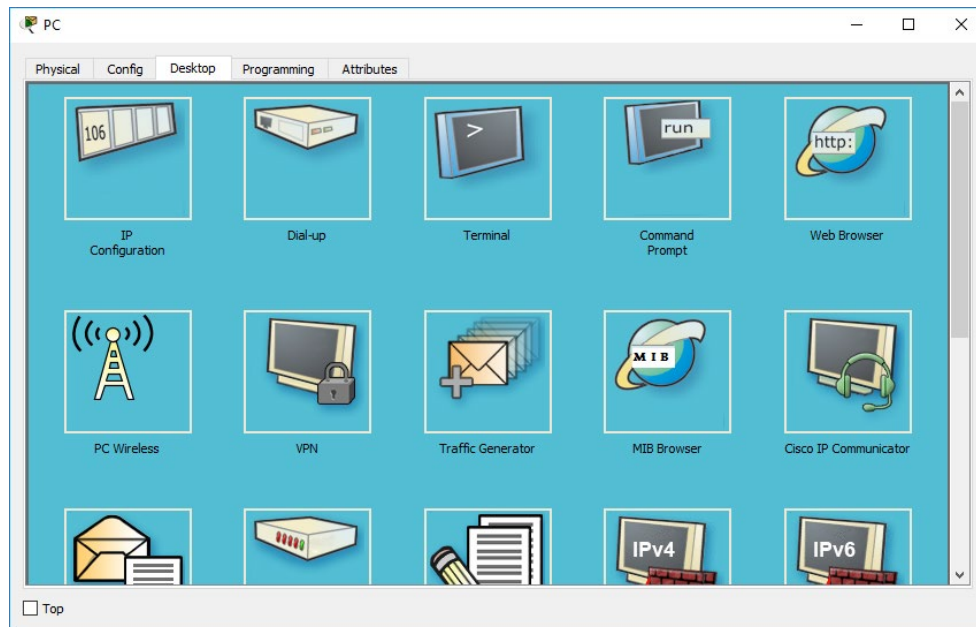 PC
Physical Config Desktop Programming Attributes
106 > run http:
IP Configuration
Dial-up
Terminal
Command Prompt
Web Browser
MIB
PC Wireless
VPN
Traffic Generator
MIB Browser
Cisco IP Communicator
IPv4 IPv6
Top